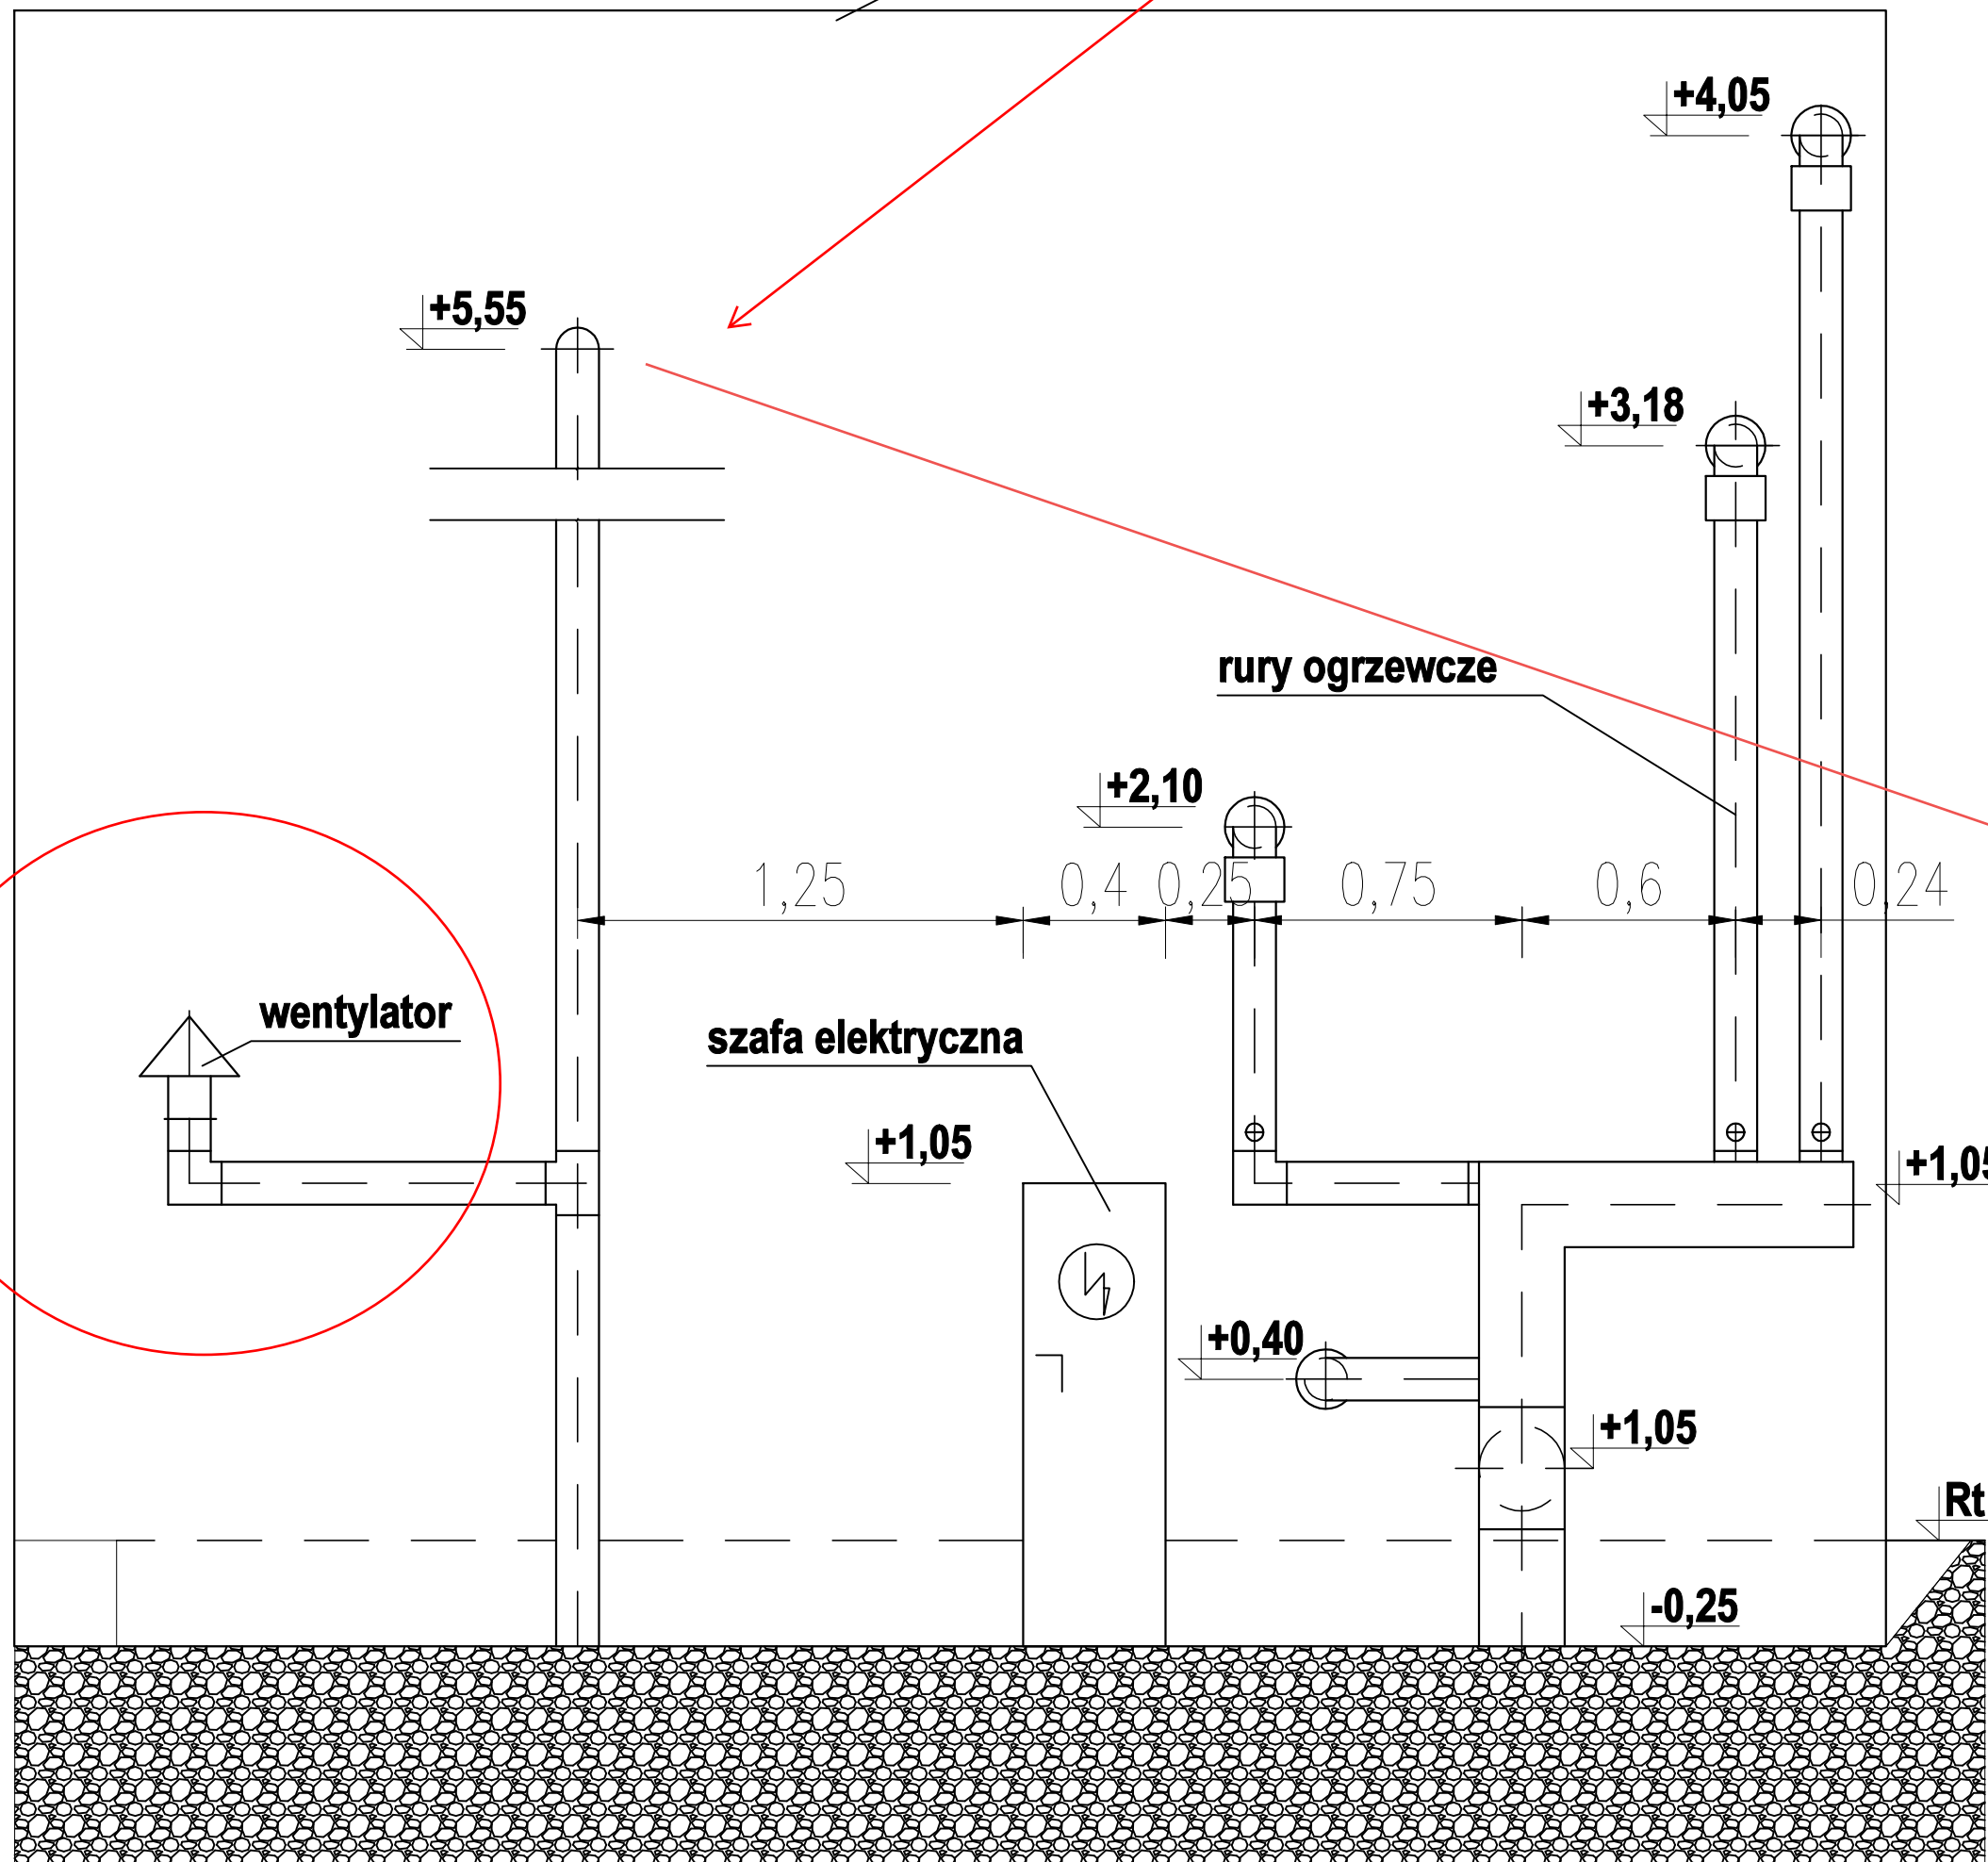 +4,05
+5,55
+3,18
rury ogrzewcze
+2,10
1,25 0,4 0,25 0,75 0,6 0,24
wentylator
szafa elektryczna
+1,05
+1,05
+0,40
+1,05
Rt
-0,25